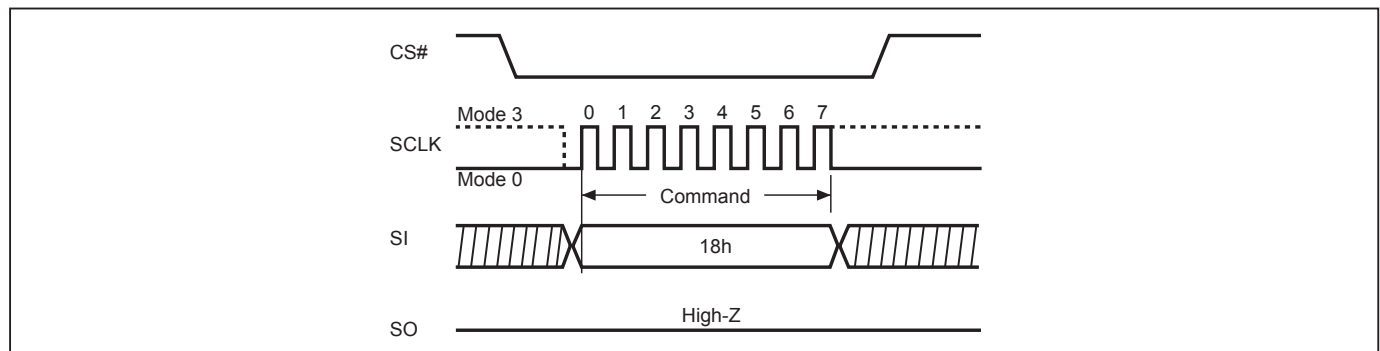 CS#
Mode 3
0 1 2 3 4 5 6 7
SCLK
Mode 0
Command
SI
18h
High-Z
SO